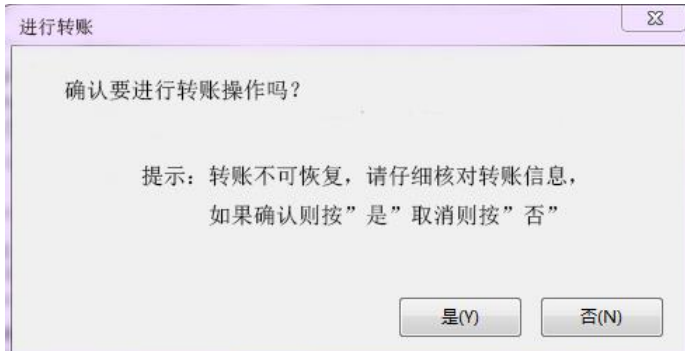 进行转账
确认要进行转账操作吗？
提示：转账不可恢复，请仔细核对转账信息，
如果确认则按”是”取消则按”否”
是(Y)
否(N)